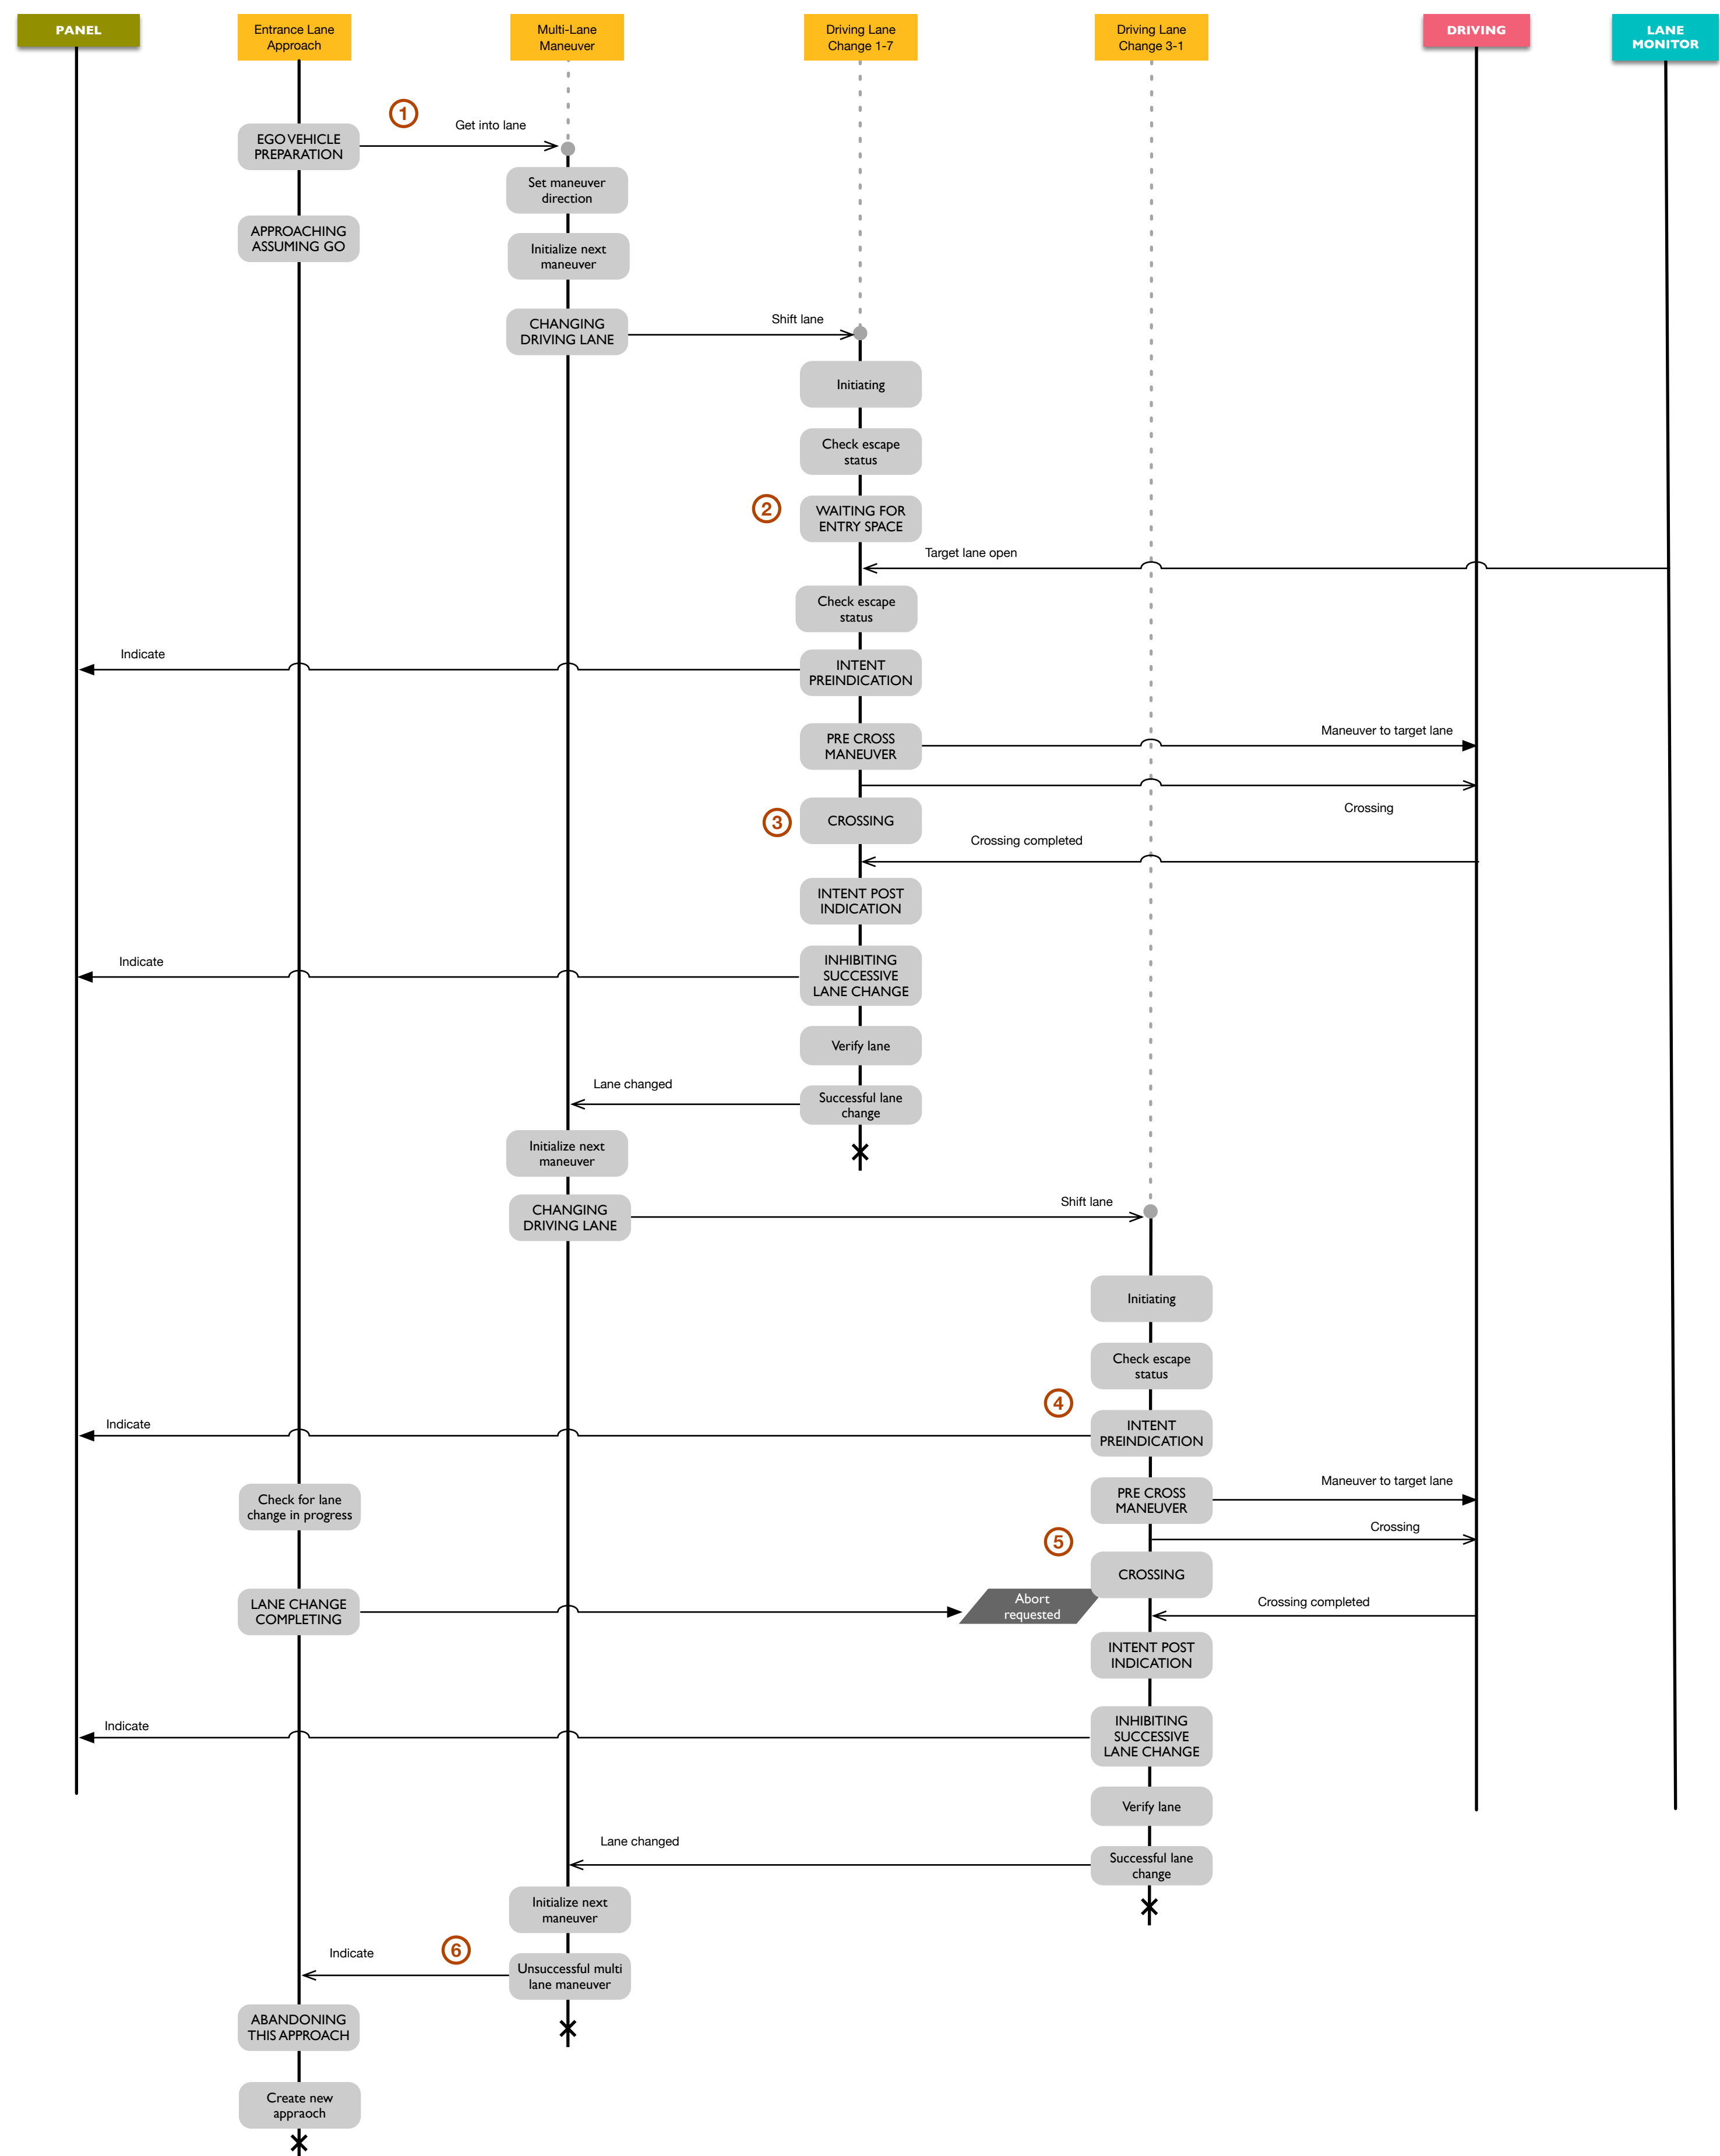 PANEL
Entrance Lane
Approach
Multi-Lane
Maneuver
Driving Lane
Change 1-7
Driving Lane
Change 3-1
DRIVING
LANE
MONITOR
1
Get into lane
EGO VEHICLE
PREPARATION
Set maneuver
direction
APPROACHING
ASSUMING GO
Initialize next
maneuver
CHANGING
DRIVING LANE
Shift lane
Initiating
Check escape
status
2
WAITING FOR
ENTRY SPACE
Target lane open
Check escape
status
Indicate
INTENT
PREINDICATION
PRE CROSS
MANEUVER
Maneuver to target lane
Crossing
3
CROSSING
Crossing completed
INTENT POST
INDICATION
Indicate
INHIBITING
SUCCESSIVE
LANE CHANGE
Verify lane
Lane changed
Successful lane
change
Initialize next
maneuver
CHANGING
DRIVING LANE
Shift lane
Initiating
Check escape
status
4
Indicate
INTENT
PREINDICATION
Check for lane
change in progress
PRE CROSS
MANEUVER
Maneuver to target lane
5
Crossing
CROSSING
LANE CHANGE
COMPLETING
Abort
requested
Crossing completed
INTENT POST
INDICATION
Indicate
INHIBITING
SUCCESSIVE
LANE CHANGE
Verify lane
Lane changed
Successful lane
change
Initialize next
maneuver
6
Indicate
Unsuccessful multi
lane maneuver
ABANDONING
THIS APPROACH
Create new
appraoch